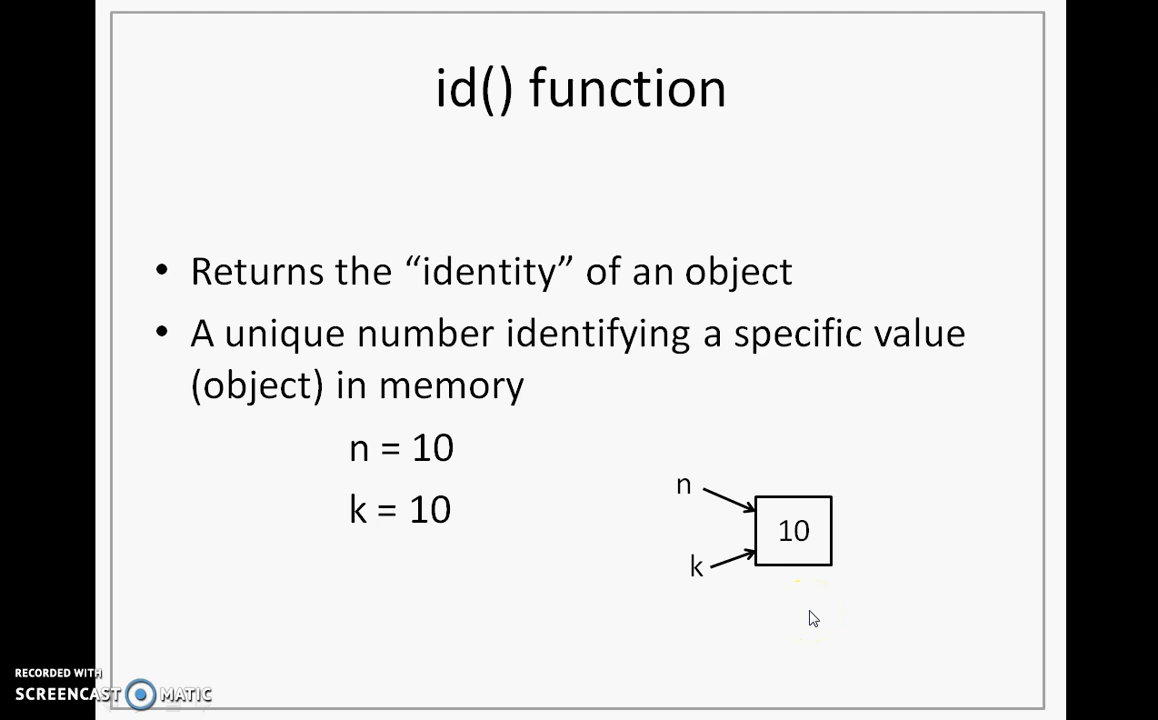 id() function
• Returns the “identity” of an object
• A unique number identifying a specific value
(object) in memory
n = 10
k = 10
n
10
k
RECORDED WITH
SCREENCAST MATIC